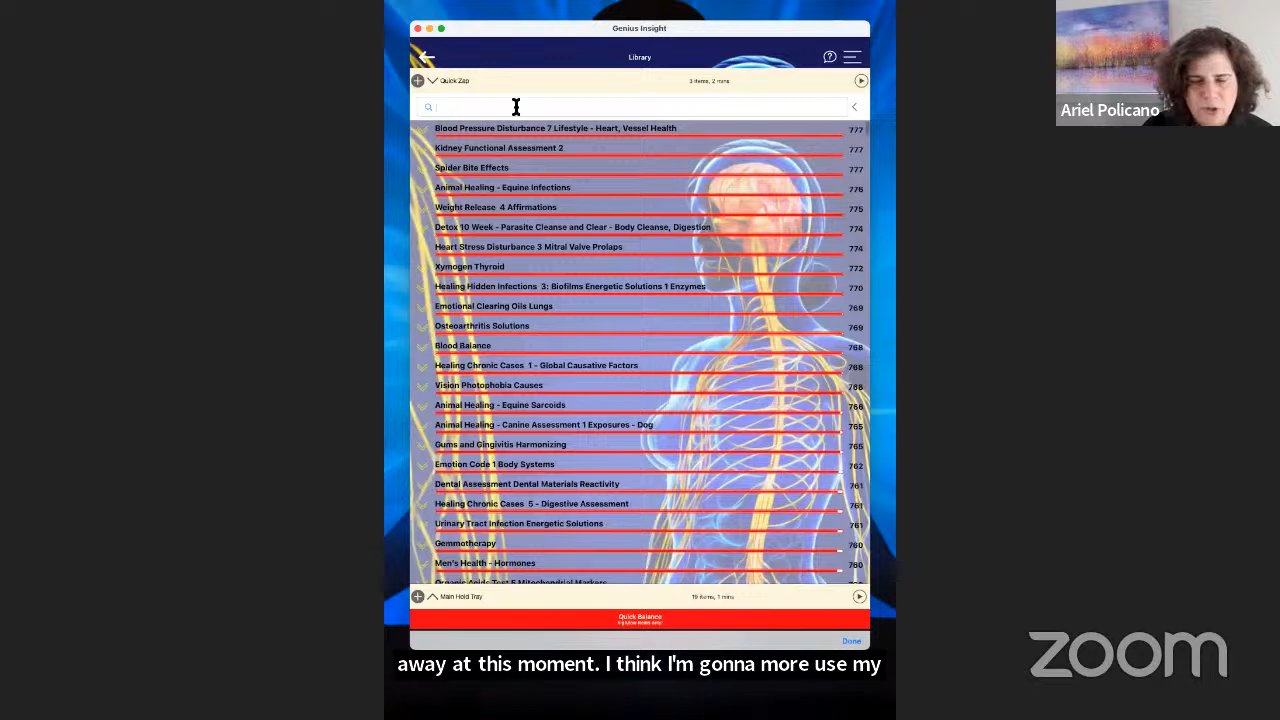 Genius Insight
Library
Quick Zap 3 items, 2 mins
Blood Pressure Disturbance 7 Lifestyle - Heart, Vessel Health 777
Kidney Functional Assessment 2 777
Spider Bite Effects 777
Animal Healing - Equine Infections 776
Weight Release 4 Affirmations 775
Detox 10 Week - Parasite Cleanse and Clear - Body Cleanse, Digestion 774
Heart Stress Disturbance 3 Mitral Valve Prolaps 774
Xymogen Thyroid 772
Healing Hidden Infections 3: Biofilms Energetic Solutions 1 Enzymes 770
Emotional Clearing Oils Lungs 769
Osteoarthritis Solutions 769
Blood Balance 768
Healing Chronic Cases 1 - Global Causative Factors 768
Vision Photophobia Causes 768
Animal Healing - Equine Sarcoids 766
Animal Healing - Canine Assessment 1 Exposures - Dog 765
Gums and Gingivitis Harmonizing 765
Emotion Code 1 Body Systems 762
Dental Assessment Dental Materials Reactivity 761
Healing Chronic Cases 5 - Digestive Assessment 761
Urinary Tract Infection Energetic Solutions 761
Gemmotherapy 760
Men's Health - Hormones 760
Organic Acids Test 5 Mitochondrial Markers
Main Hold Tray 19 items, 1 mins
Quick Balance
Done
away at this moment. I think I'm gonna more use my
Ariel Policano
zoom